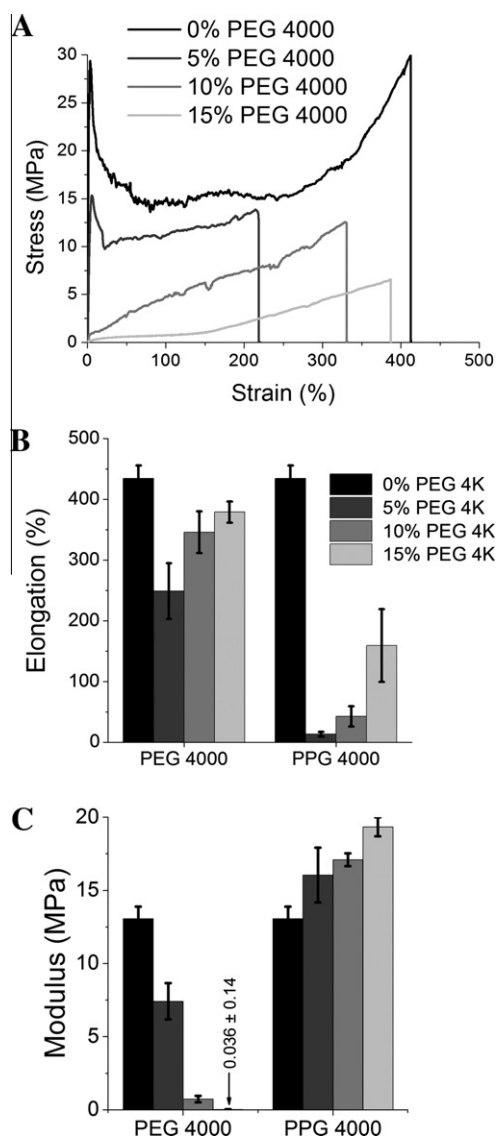 A
0% PEG 4000
5% PEG 4000
10% PEG 4000
15% PEG 4000
30
25
20
15
10
5
0
Stress (MPa)
0 100 200 300 400 500
Strain (%)
B
500
400
300
200
100
0
Elongation (%)
0% PEG 4K
5% PEG 4K
10% PEG 4K
15% PEG 4K
PEG 4000 PPG 4000
C
20
15
10
5
0
Modulus (MPa)
0.036 ± 0.14
PEG 4000 PPG 4000